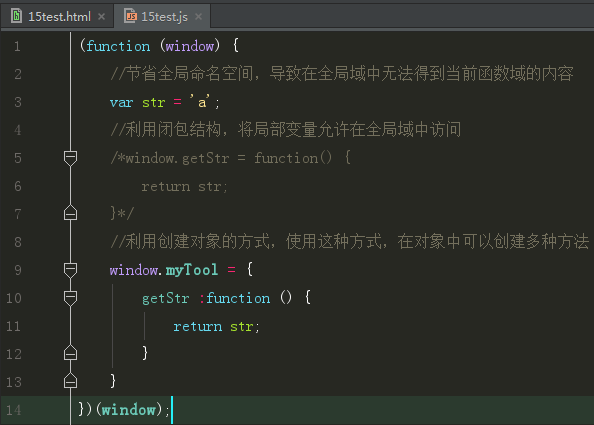 15test.html × 15test.js ×
1 (function (window) {
2 //节省全局命名空间，导致在全局域中无法得到当前函数域的内容
3 var str = 'a';
4 //利用闭包结构，将局部变量允许在全局域中访问
5 /*window.getStr = function() {
6 return str;
7 }*/
8 //利用创建对象的方式，使用这种方式，在对象中可以创建多种方法
9 window.myTool = {
10 getStr :function () {
11 return str;
12 }
13 }
14 })(window);